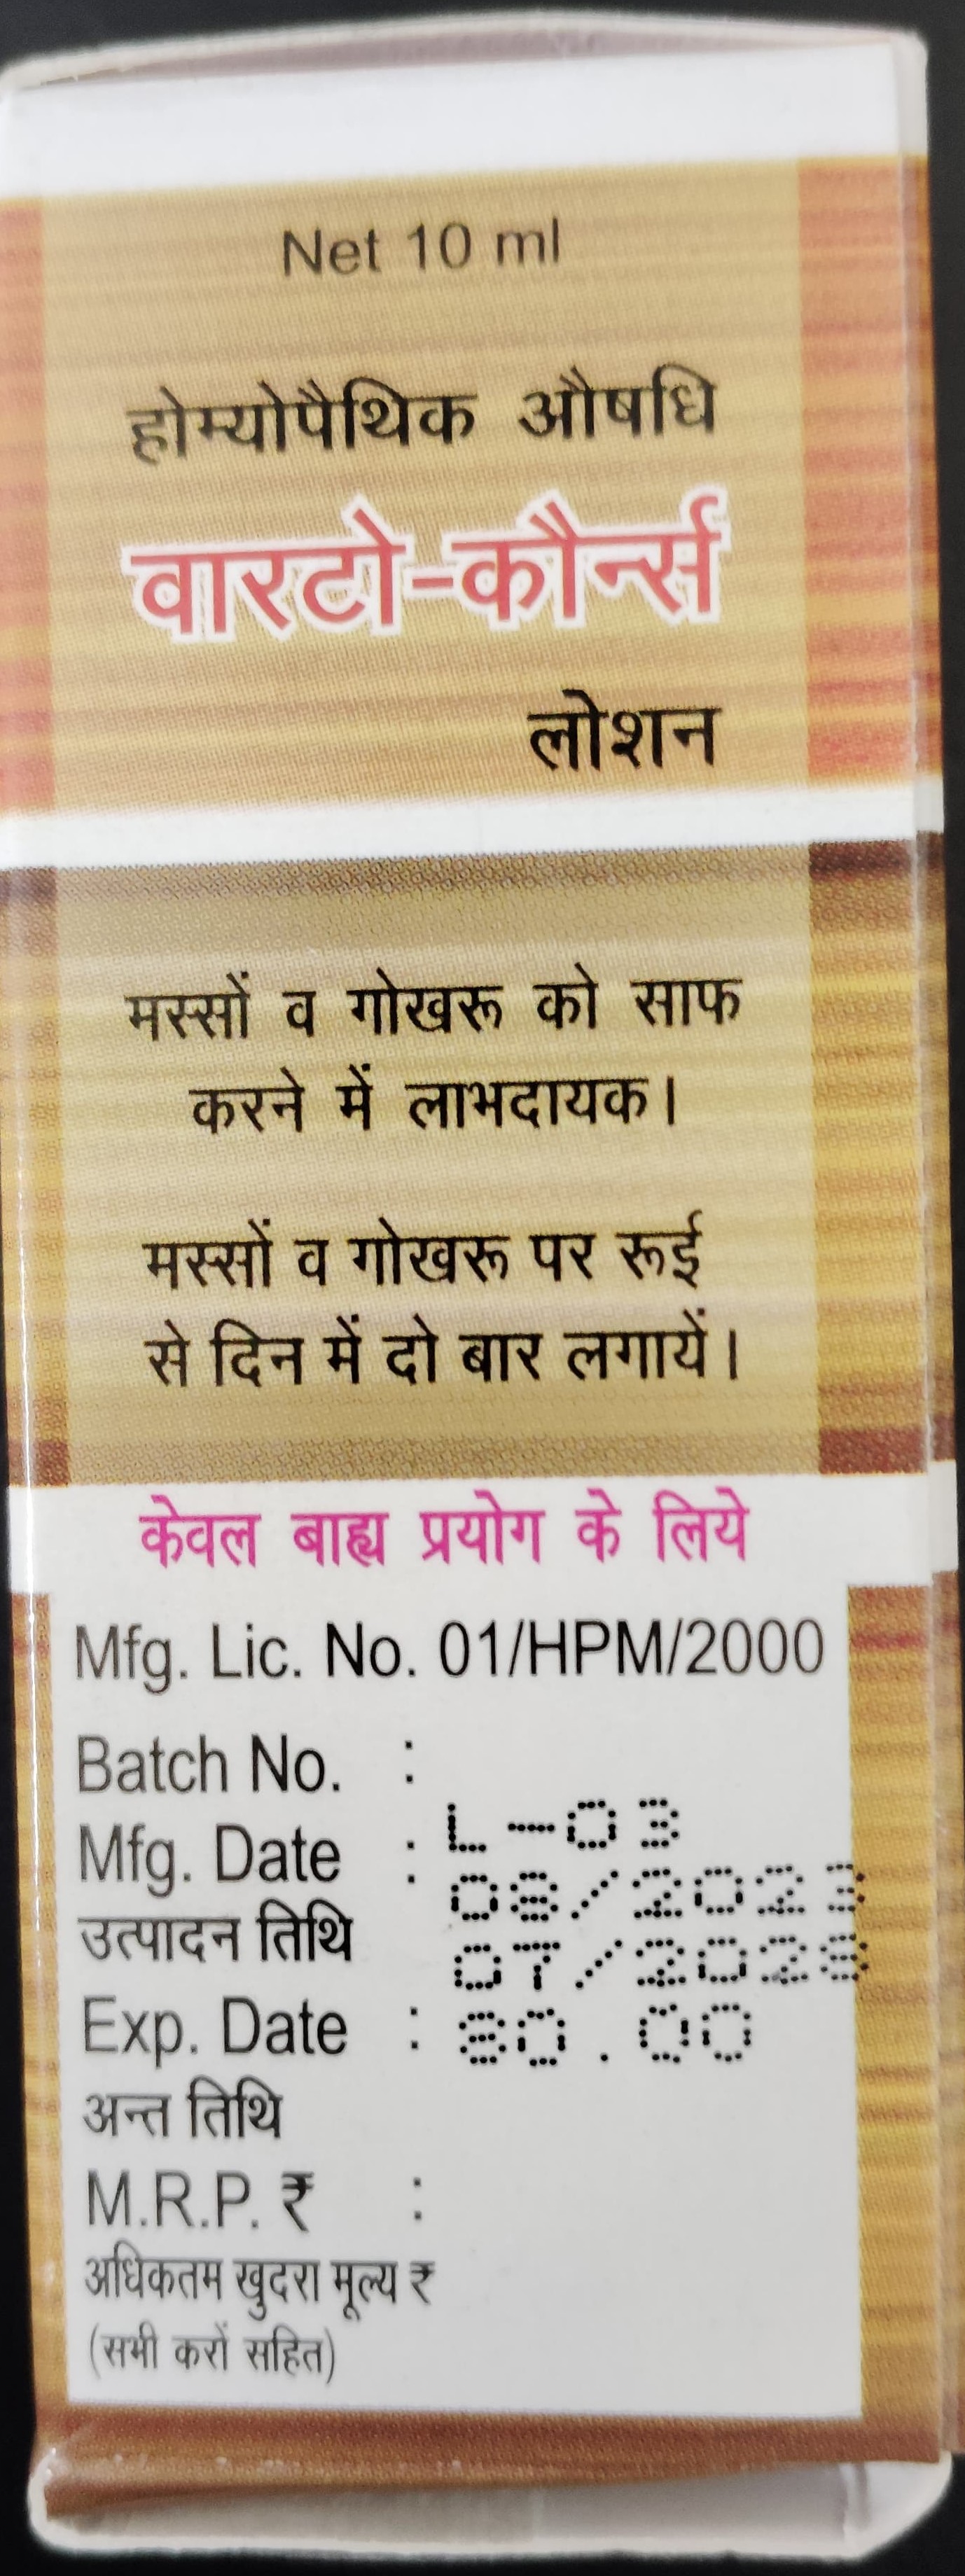 Net 10 ml
होम्योपैथिक औषधि
वारटो-कौर्न्स
लोशन
मस्सों व गोखरू को साफ
करने में लाभदायक।
मस्सों व गोखरू पर रूई
से दिन में दो बार लगायें।
केवल बाह्य प्रयोग के लिये
Mfg. Lic. No. 01/HPM/2000
Batch No. :
L-03
Mfg. Date :
08/2023
उत्पादन तिथि
07/2028
Exp. Date :
80.00
अन्त तिथि
M.R.P. ₹ :
अधिकतम खुदरा मूल्य ₹
(सभी करों सहित)